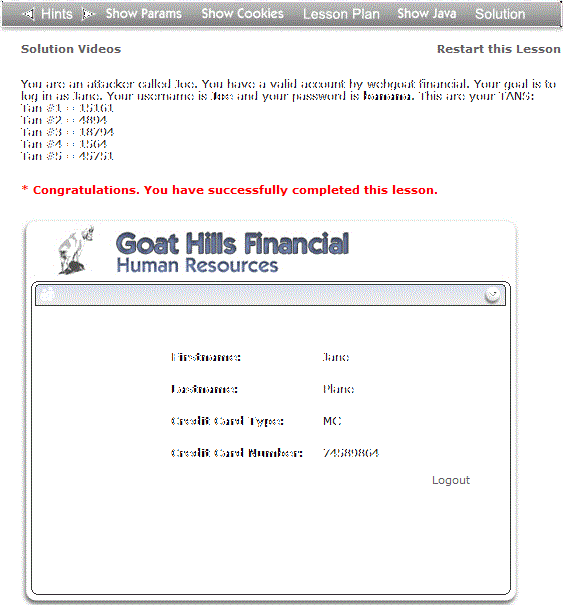 Hints Show Params Show Cookies Lesson Plan Show Java Solution
Solution Videos Restart this Lesson
You are an attacker called Joe. You have a valid account by webgoat financial. Your goal is to
log in as Jane. Your username is Joe and your password is banana. This are your TANS:
Tan #1 = 15161
Tan #2 = 4894
Tan #3 = 18794
Tan #4 = 1564
Tan #5 = 45751
* Congratulations. You have successfully completed this lesson.
Goat Hills Financial
Human Resources
Firstname: Jane
Lastname: Plane
Credit Card Type: MC
Credit Card Number: 74589864
Logout